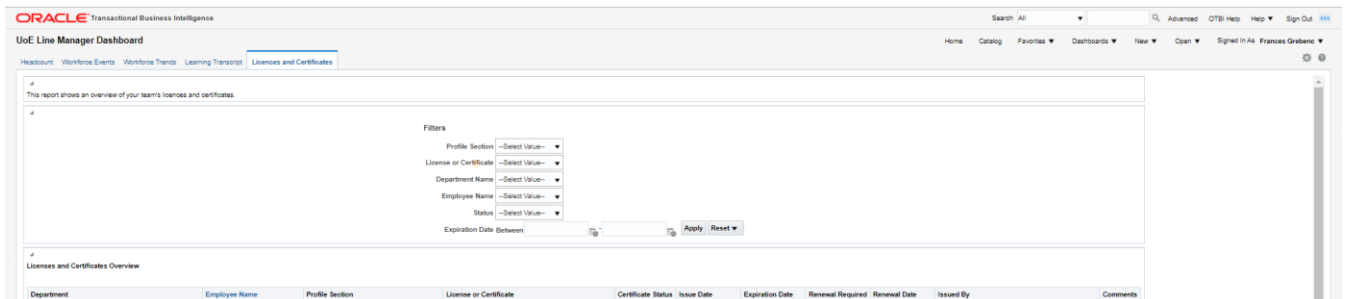 ORACLE Transactional Business Intelligence Search All Advanced OTBI Help Help Sign Out
UoE Line Manager Dashboard Home Catalog Favorites Dashboards New Open Signed In As Frances Grebenc
Headcount Workforce Events Workforce Trends Learning Transcript Licences and Certificates
This report shows an overview of your team's licences and certificates.
Filters
Profile Section --Select Value--
License or Certificate --Select Value--
Department Name --Select Value--
Employee Name --Select Value--
Status --Select Value--
Expiration Date Between - Apply Reset
Licenses and Certificates Overview
Department Employee Name Profile Section License or Certificate Certificate Status Issue Date Expiration Date Renewal Required Renewal Date Issued By Comments